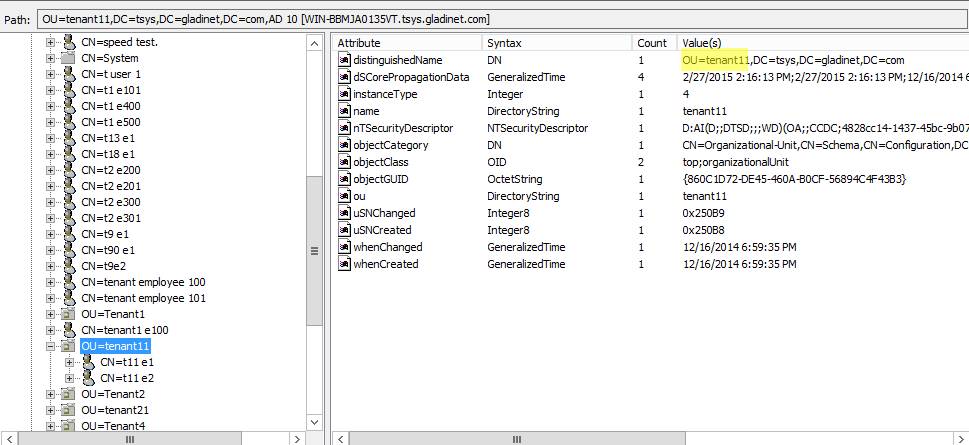 Path: OU=tenant11,DC=tsys,DC=gladinet,DC=com,AD 10 [WIN-BBMJA0135VT.tsys.gladinet.com]
CN=speed test.
CN=System
CN=t user 1
CN=t1 e101
CN=t1 e400
CN=t1 e500
CN=t13 e1
CN=t18 e1
CN=t2 e200
CN=t2 e201
CN=t2 e300
CN=t2 e301
CN=t9 e1
CN=t90 e1
CN=t9e2
CN=tenant employee 100
CN=tenant employee 101
OU=Tenant1
CN=tenant1 e100
OU=tenant11
CN=t11 e1
CN=t11 e2
OU=Tenant2
OU=tenant21
OU=Tenant4
Attribute Syntax Count Value(s)
distinguishedName DN 1 OU=tenant11,DC=tsys,DC=gladinet,DC=com
dSCorePropagationData GeneralizedTime 4 2/27/2015 2:16:13 PM;2/27/2015 2:16:13 PM;12/16/2014 6
instanceType Integer 1 4
name DirectoryString 1 tenant11
nTSecurityDescriptor NTSecurityDescriptor 1 D:AI(D;;DTSD;;;WD)(OA;;CCDC;4828cc14-1437-45bc-9b07
objectCategory DN 1 CN=Organizational-Unit,CN=Schema,CN=Configuration,DC
objectClass OID 2 top;organizationalUnit
objectGUID OctetString 1 {860C1D72-DE45-460A-B0CF-56894C4F43B3}
ou DirectoryString 1 tenant11
uSNChanged Integer8 1 0x250B9
uSNCreated Integer8 1 0x250B8
whenChanged GeneralizedTime 1 12/16/2014 6:59:35 PM
whenCreated GeneralizedTime 1 12/16/2014 6:59:35 PM